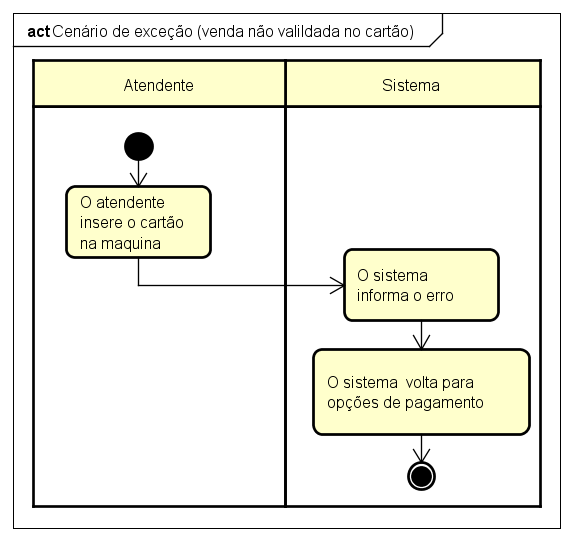 act Cenário de exceção (venda não valildada no cartão)
Atendente
Sistema
O atendente
insere o cartão
na maquina
O sistema
informa o erro
O sistema  volta para
opções de pagamento